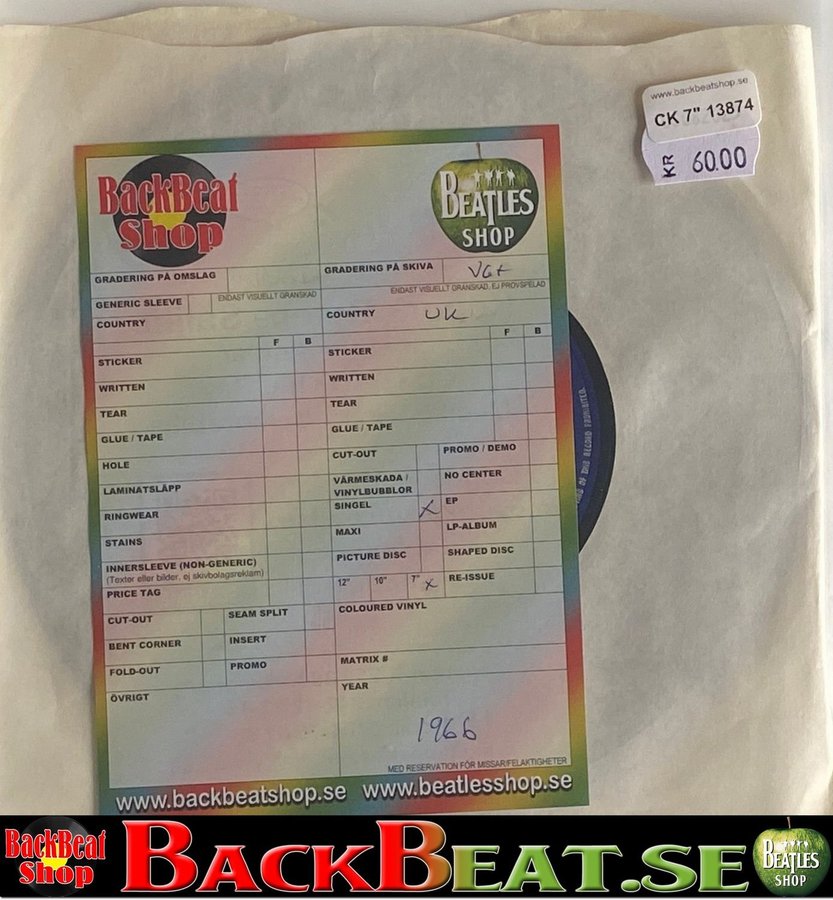 www.backbeatshop.se
CK 7" 13874
KR 60.00
BackBeat
Shop
BEATLES
SHOP
GRADERING PÅ OMSLAG
ENDAST VISUELLT GRANSKAD
GENERIC SLEEVE
COUNTRY
F B
STICKER
WRITTEN
TEAR
GLUE / TAPE
HOLE
LAMINATSLÄPP
RINGWEAR
STAINS
INNERSLEEVE (NON-GENERIC)
(Texter eller bilder, ej skivbolagsreklam)
PRICE TAG
CUT-OUT SEAM SPLIT
BENT CORNER INSERT
FOLD-OUT PROMO
ÖVRIGT
GRADERING PÅ SKIVA VG+
ENDAST VISUELLT GRANSKAD, EJ PROVSPELAD
COUNTRY UK
F B
STICKER
WRITTEN
TEAR
GLUE / TAPE
CUT-OUT PROMO / DEMO
VÄRMESKADA /
VINYLBUBBLOR NO CENTER
SINGEL X EP
MAXI LP-ALBUM
PICTURE DISC SHAPED DISC
12" 10" 7" X RE-ISSUE
COLOURED VINYL
MATRIX #
YEAR
1966
MED RESERVATION FÖR MISSAR/FELAKTIGHETER
www.backbeatshop.se www.beatlesshop.se
OF THIS RECORD PROHIBITED.
BackBeat
Shop
BACKBEAT.SE
BEATLES
SHOP